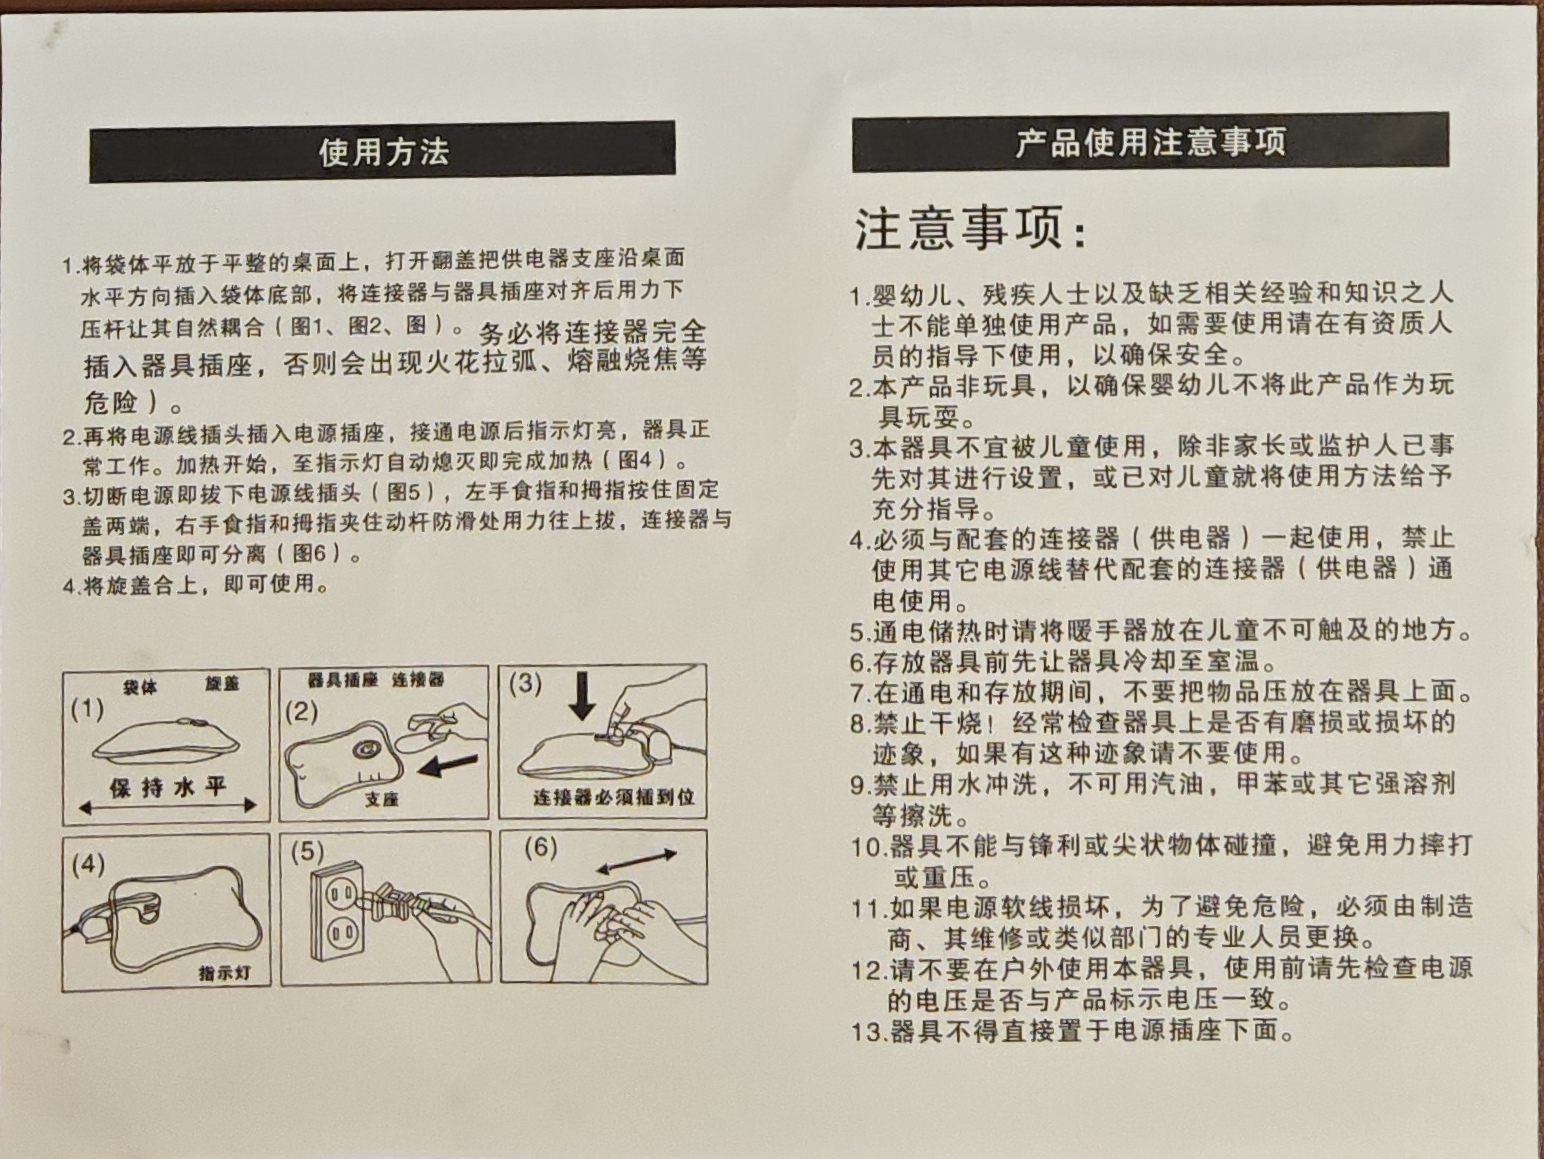 使用方法
1.将袋体平放于平整的桌面上，打开翻盖把供电器支座沿桌面
水平方向插入袋体底部，将连接器与器具插座对齐后用力下
压杆让其自然耦合（图1、图2、图）。务必将连接器完全
插入器具插座，否则会出现火花拉弧、熔融烧焦等
危险）。
2.再将电源线插头插入电源插座，接通电源后指示灯亮，器具正
常工作。加热开始，至指示灯自动熄灭即完成加热（图4）。
3.切断电源即拔下电源线插头（图5），左手食指和拇指按住固定
盖两端，右手食指和拇指夹住动杆防滑处用力往上拔，连接器与
器具插座即可分离（图6）。
4.将旋盖合上，即可使用。
(1)
袋体 旋盖
保持水平
(2)
器具插座 连接器
支座
(3)
连接器必须插到位
(4)
指示灯
(5)
(6)
产品使用注意事项
注意事项：
1.婴幼儿、残疾人士以及缺乏相关经验和知识之人
士不能单独使用产品，如需要使用请在有资质人
员的指导下使用，以确保安全。
2.本产品非玩具，以确保婴幼儿不将此产品作为玩
具玩耍。
3.本器具不宜被儿童使用，除非家长或监护人已事
先对其进行设置，或已对儿童就将使用方法给予
充分指导。
4.必须与配套的连接器（供电器）一起使用，禁止
使用其它电源线替代配套的连接器（供电器）通
电使用。
5.通电储热时请将暖手器放在儿童不可触及的地方。
6.存放器具前先让器具冷却至室温。
7.在通电和存放期间，不要把物品压放在器具上面。
8.禁止干烧！经常检查器具上是否有磨损或损坏的
迹象，如果有这种迹象请不要使用。
9.禁止用水冲洗，不可用汽油，甲苯或其它强溶剂
等擦洗。
10.器具不能与锋利或尖状物体碰撞，避免用力摔打
或重压。
11.如果电源软线损坏，为了避免危险，必须由制造
商、其维修或类似部门的专业人员更换。
12.请不要在户外使用本器具，使用前请先检查电源
的电压是否与产品标示电压一致。
13.器具不得直接置于电源插座下面。